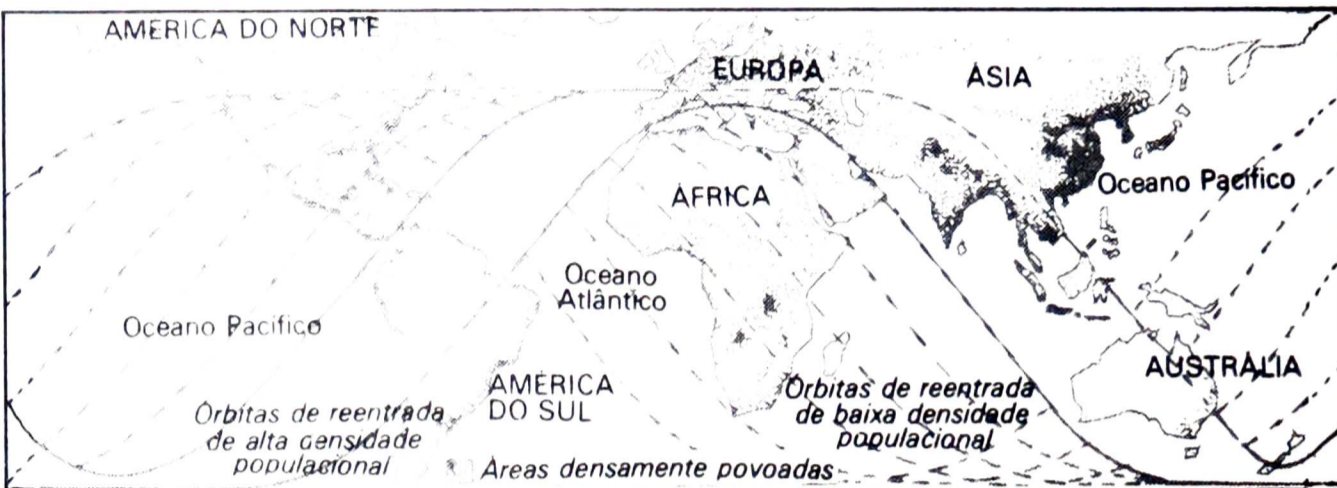 AMERICA DO NORTE
EUROPA
ÁSIA
ÁFRICA
Oceano Pacífico
Oceano
Atlântico
Oceano Pacífico
AUSTRÁLIA
AMÉRICA
DO SUL
Órbitas de reentrada
de baixa densidade
populacional
Órbitas de reentrada
de alta densidade
populacional
Áreas densamente povoadas